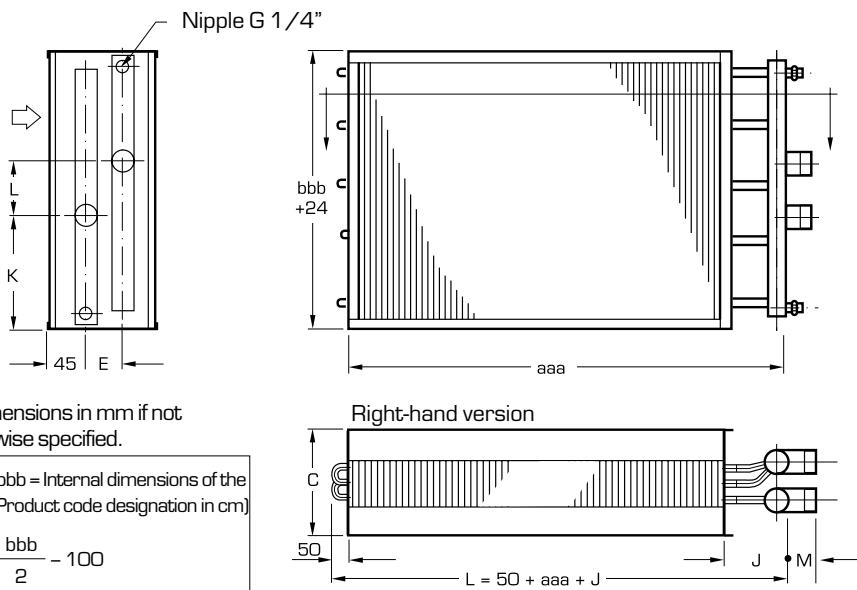 Nipple G 1/4”
L
K
45
E
bbb
+24
aaa
mensions in mm if not
wise specified.
bbb = Internal dimensions of the
Product code designation in cm)
bbb
2
- 100
Right-hand version
C
50
J
M
L = 50 + aaa + J